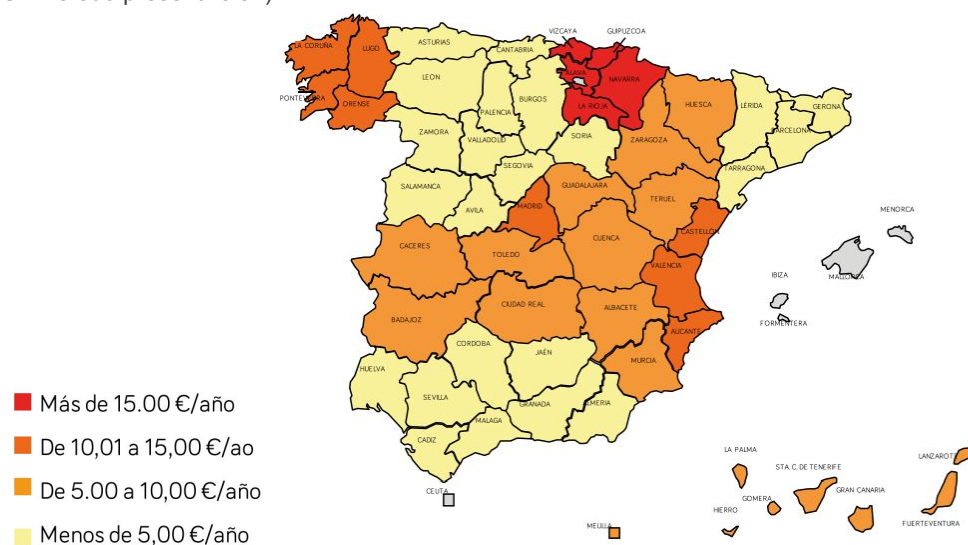 VIZCAYA
GUIPUZCOA
LA CORUÑA
LUGO
ASTURIAS
CANTABRIA
ALAVA
NAVARRA
LEON
PALENCIA
BURGOS
LA RIOJA
HUESCA
LÉRIDA
GERONA
BARCELONA
PONTEVEDRA
ORENSE
ZAMORA
VALLADOLID
SORIA
ZARAGOZA
TARRAGONA
SEGOVIA
SALAMANCA
AVILA
MADRID
GUADALAJARA
TERUEL
CASTELLÓN
MENORCA
MALLORCA
IBIZA
FORMENTERA
CACERES
TOLEDO
CUENCA
VALENCIA
BADAJOZ
CIUDAD REAL
ALBACETE
ALICANTE
CORDOBA
JAÉN
MURCIA
HUELVA
SEVILLA
GRANADA
ALMERIA
MALAGA
CADIZ
CEUTA
MELILLA
LA PALMA
STA. C. DE TENERIFE
LANZAROTE
GOMERA
GRAN CANARIA
HIERRO
FUERTEVENTURA
Más de 15.00 €/año
De 10,01 a 15,00 €/ao
De 5.00 a 10,00 €/año
Menos de 5,00 €/año